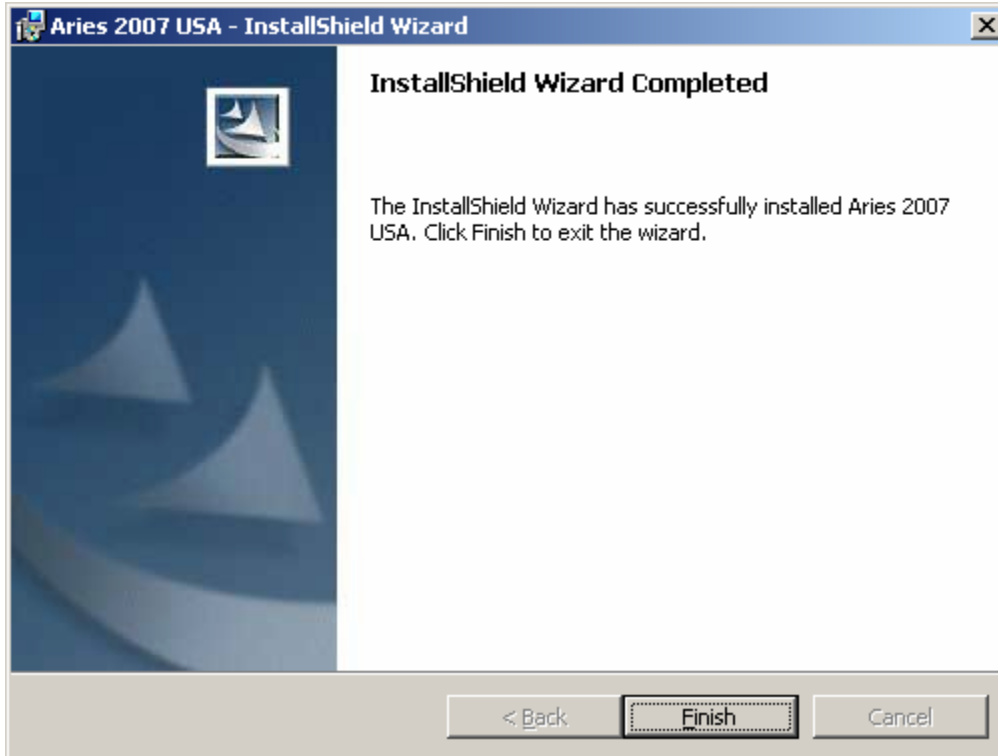 Aries 2007 USA - InstallShield Wizard
InstallShield Wizard Completed
The InstallShield Wizard has successfully installed Aries 2007
USA. Click Finish to exit the wizard.
< Back
Finish
Cancel